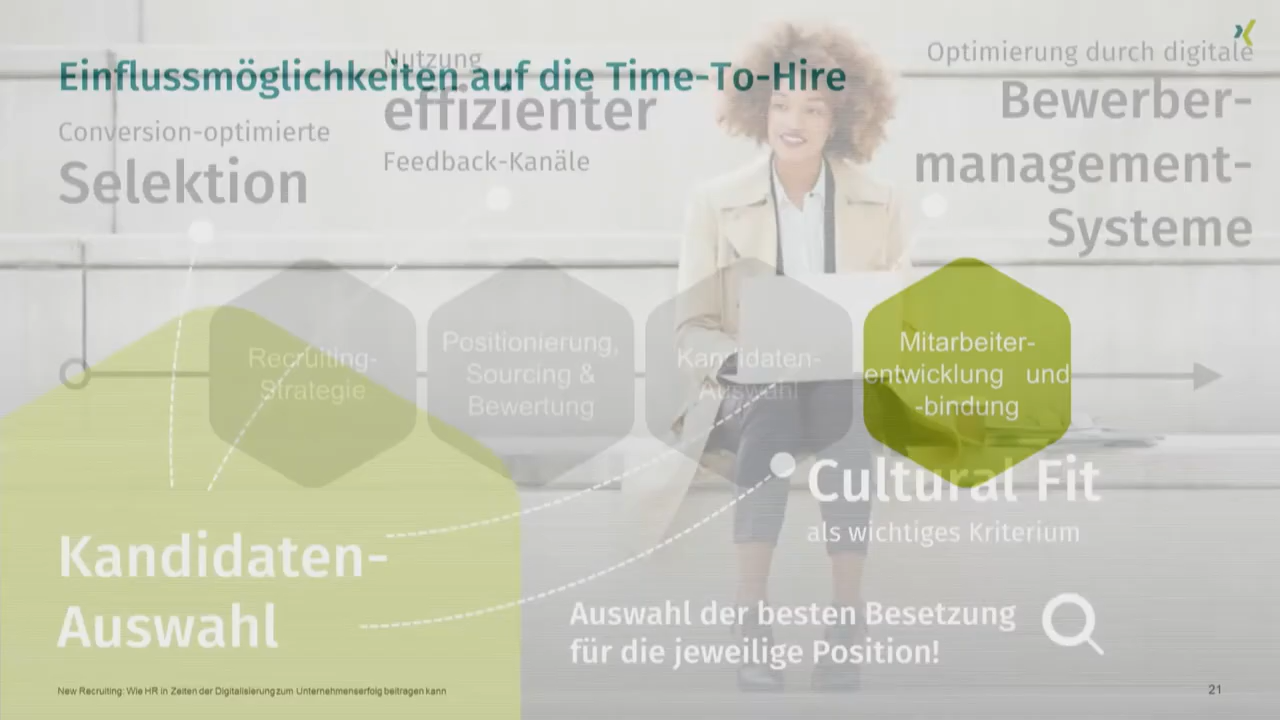 Einflussmöglichkeiten auf die Time-To-Hire
Nutzung
effizienter
Feedback-Kanäle
Conversion-optimierte
Selektion
Optimierung durch digitale
Bewerber-
management-
Systeme
Recruiting-
Strategie
Positionierung,
Sourcing &
Bewertung
Kandidaten-
Auswahl
Mitarbeiter-
entwicklung und
-bindung
Cultural Fit
als wichtiges Kriterium
Kandidaten-
Auswahl
Auswahl der besten Besetzung
für die jeweilige Position!
New Recruiting: Wie HR in Zeiten der Digitalisierung zum Unternehmenserfolg beitragen kann
21